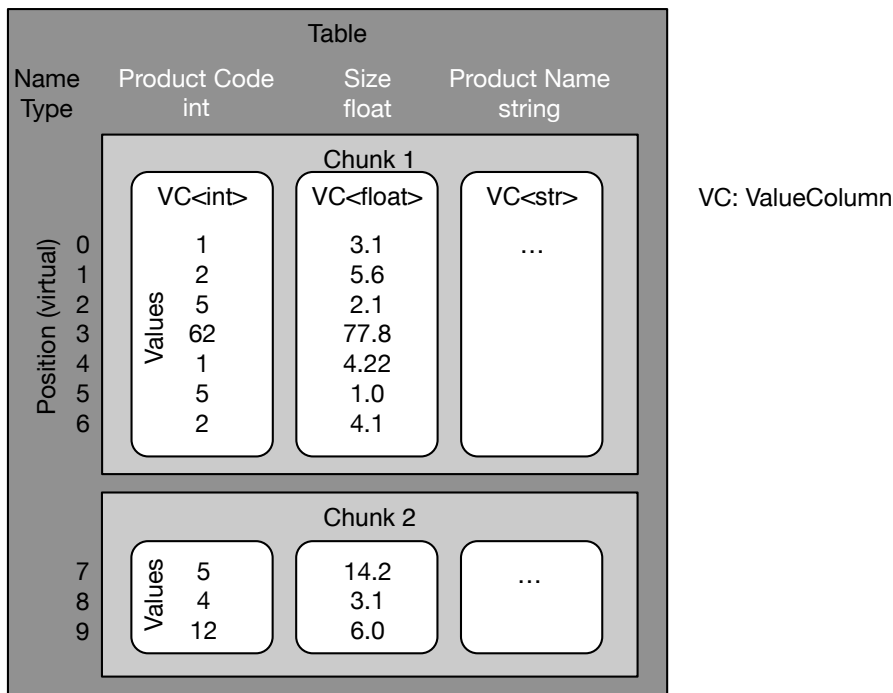 Table
Name Product Code Size Product Name
Type int float string
Chunk 1
VC<int> VC<float> VC<str>
VC: ValueColumn
Position (virtual)
Values
0 1 3.1 ...
1 2 5.6
2 5 2.1
3 62 77.8
4 1 4.22
5 5 1.0
6 2 4.1
Chunk 2
Values
7 5 14.2 ...
8 4 3.1
9 12 6.0